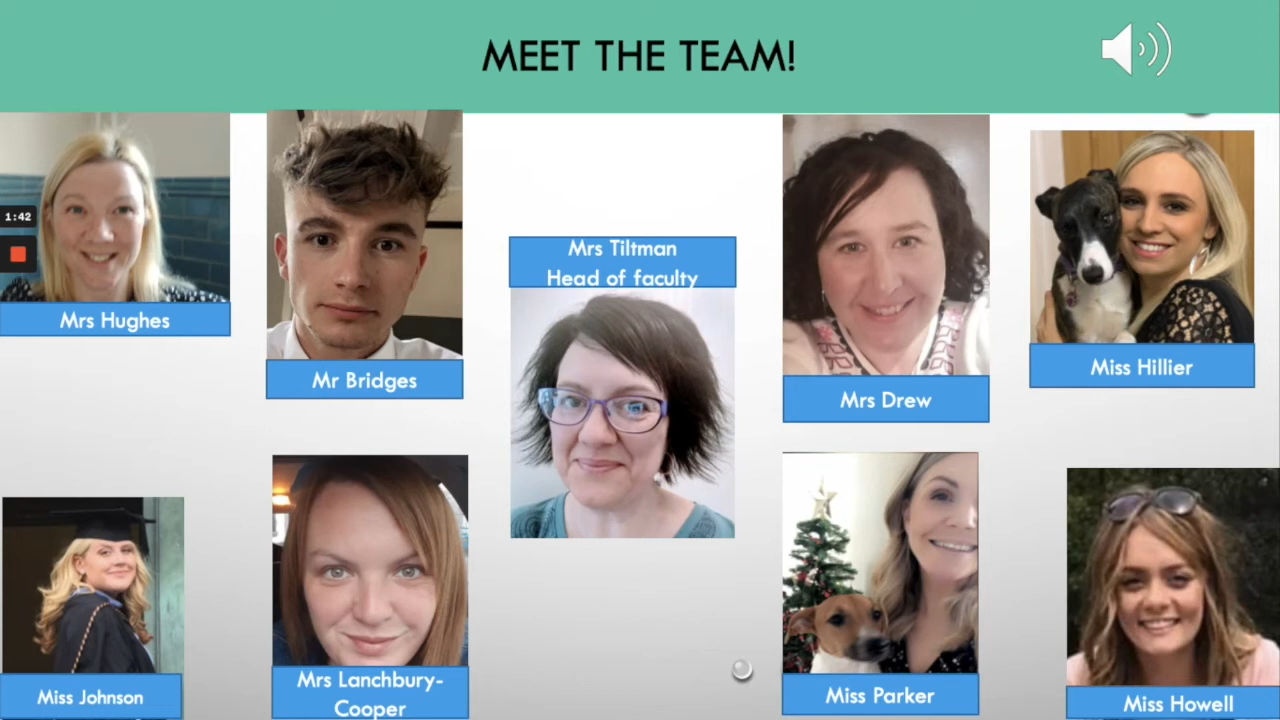 MEET THE TEAM!
1:42
Mrs Hughes
Mr Bridges
Mrs Tiltman
Head of faculty
Mrs Drew
Miss Hillier
Miss Johnson
Mrs Lanchbury-
Cooper
Miss Parker
Miss Howell